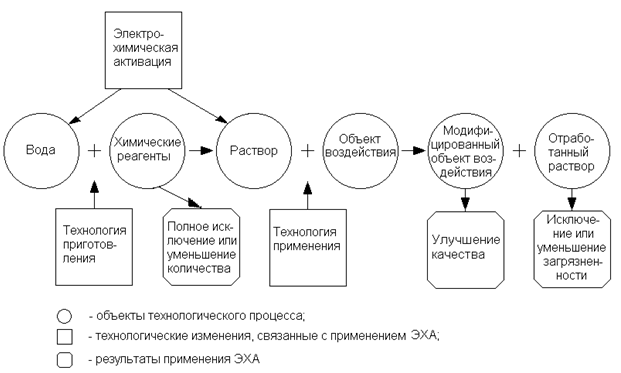 Электро-
химическая
активация
Вода
+
Химические
реагенты
Раствор
+
Объект
воздействия
Модифи-
цированный
объект воз-
действия
+
Отрабо-
танный
раствор
Технология
приготов-
ления
Полное иск-
лючение или
уменьшение
количества
Технология
применения
Улучшение
качества
Исключе-
ние или
уменьшение
загрязнен-
ности
- объекты технологического процесса;
- технологические изменения, связанные с применением ЭХА;
- результаты применения ЭХА